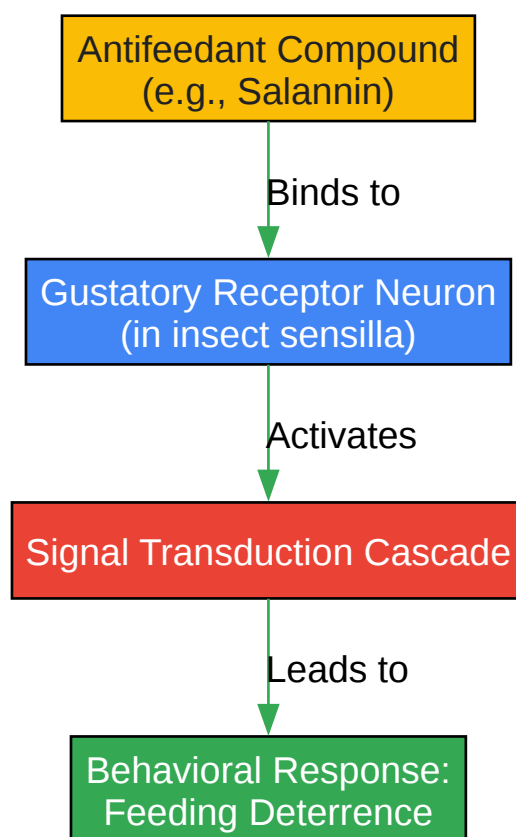 Antifeedant Compound
(e.g., Salannin)
Binds to
Gustatory Receptor Neuron
(in insect sensilla)
Activates
Signal Transduction Cascade
Leads to
Behavioral Response:
Feeding Deterrence